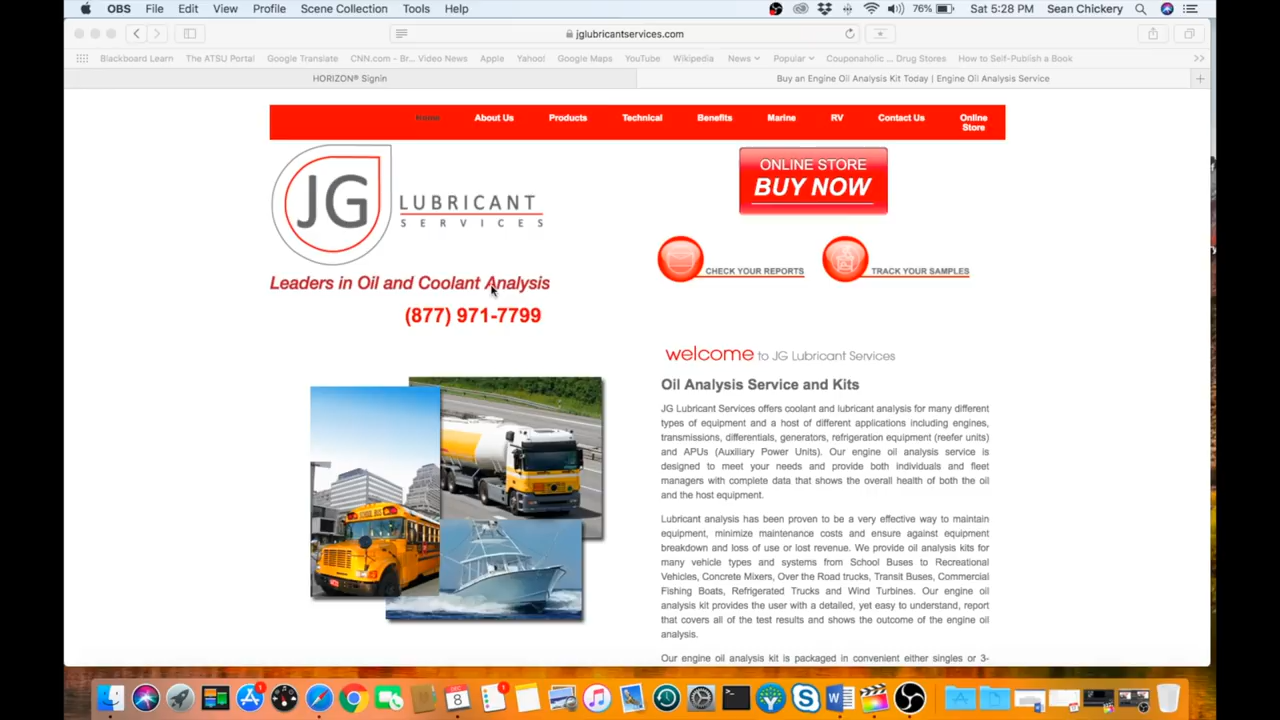 OBS File Edit View Profile Scene Collection Tools Help 76% Sat 5:28 PM Sean Chickery
jglubricantservices.com
Blackboard Learn The ATSU Portal Google Translate CNN.com - Br... Video News Apple Yahoo! Google Maps YouTube Wikipedia News Popular Couponaholic ... Drug Stores How to Self-Publish a Book
HORIZON® Signin Buy an Engine Oil Analysis Kit Today | Engine Oil Analysis Service
Home About Us Products Technical Benefits Marine RV Contact Us Online
Store
JG LUBRICANT
SERVICES
ONLINE STORE
BUY NOW
CHECK YOUR REPORTS TRACK YOUR SAMPLES
Leaders in Oil and Coolant Analysis
(877) 971-7799
welcome to JG Lubricant Services
Oil Analysis Service and Kits
JG Lubricant Services offers coolant and lubricant analysis for many different
types of equipment and a host of different applications including engines,
transmissions, differentials, generators, refrigeration equipment (reefer units)
and APUs (Auxiliary Power Units). Our engine oil analysis service is
designed to meet your needs and provide both individuals and fleet
managers with complete data that shows the overall health of both the oil
and the host equipment.
Lubricant analysis has been proven to be a very effective way to maintain
equipment, minimize maintenance costs and ensure against equipment
breakdown and loss of use or lost revenue. We provide oil analysis kits for
many vehicle types and systems from School Buses to Recreational
Vehicles, Concrete Mixers, Over the Road trucks, Transit Buses, Commercial
Fishing Boats, Refrigerated Trucks and Wind Turbines. Our engine oil
analysis kit provides the user with a detailed, yet easy to understand, report
that covers all of the test results and shows the outcome of the engine oil
analysis.
Our engine oil analysis kit is packaged in convenient either singles or 3-